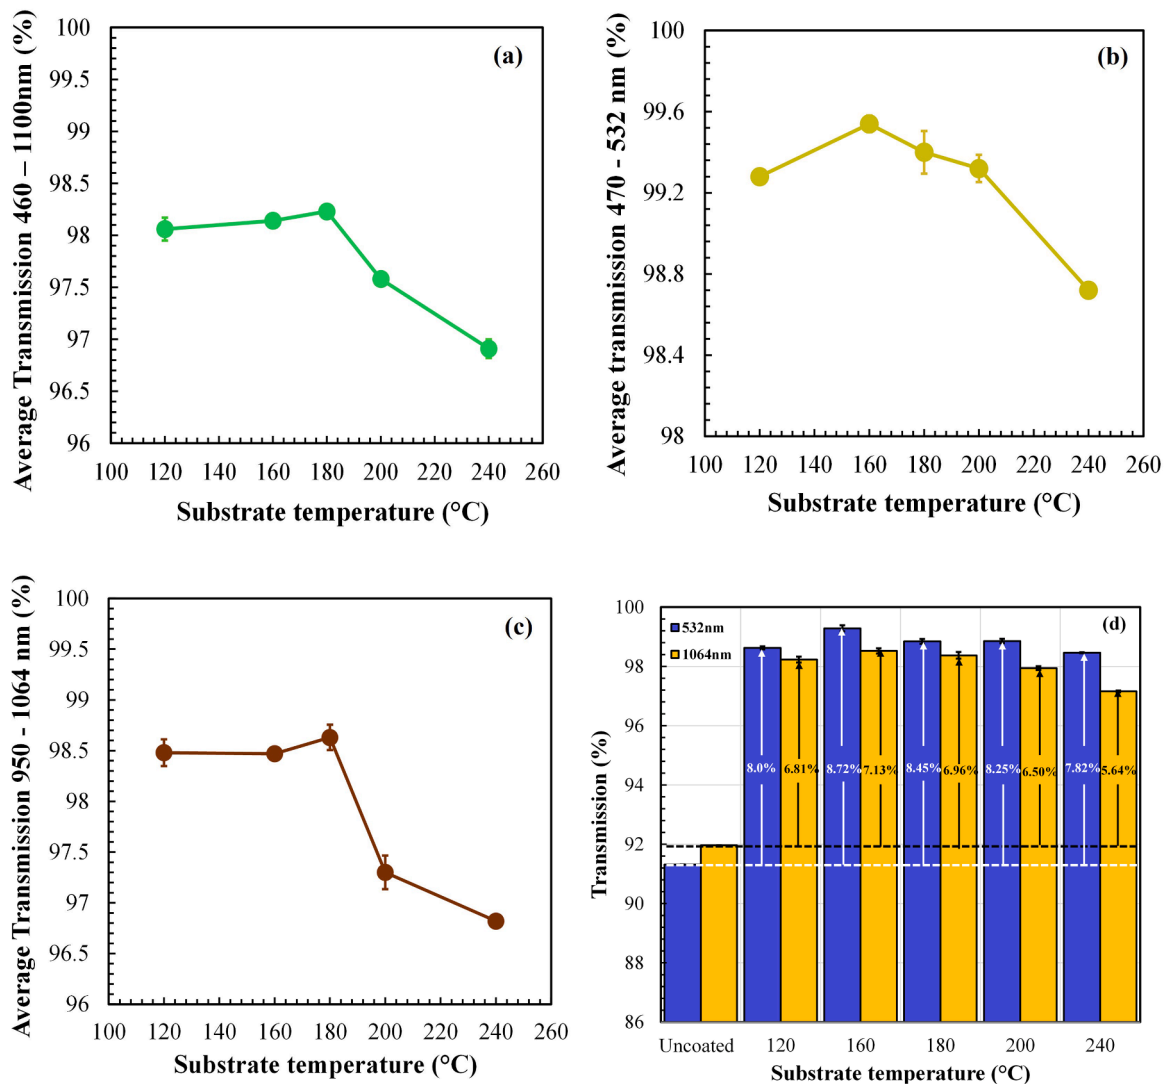 Average Transmission 460 – 1100nm (%)
100
99.5
99
98.5
98
97.5
97
96.5
96
(a)
100 120 140 160 180 200 220 240 260
Substrate temperature (°C)
Average transmission 470 - 532 nm (%)
100
99.6
99.2
98.8
98.4
98
(b)
100 120 140 160 180 200 220 240 260
Substrate temperature (°C)
Average Transmission 950 - 1064 nm (%)
100
99.5
99
98.5
98
97.5
97
96.5
96
(c)
100 120 140 160 180 200 220 240 260
Substrate temperature (°C)
Transmission (%)
100
98
96
94
92
90
88
86
532nm
1064nm
(d)
8.0% 6.81% 8.72% 7.13% 8.45% 6.96% 8.25% 6.50% 7.82% 5.64%
Uncoated 120 160 180 200 240
Substrate temperature (°C)